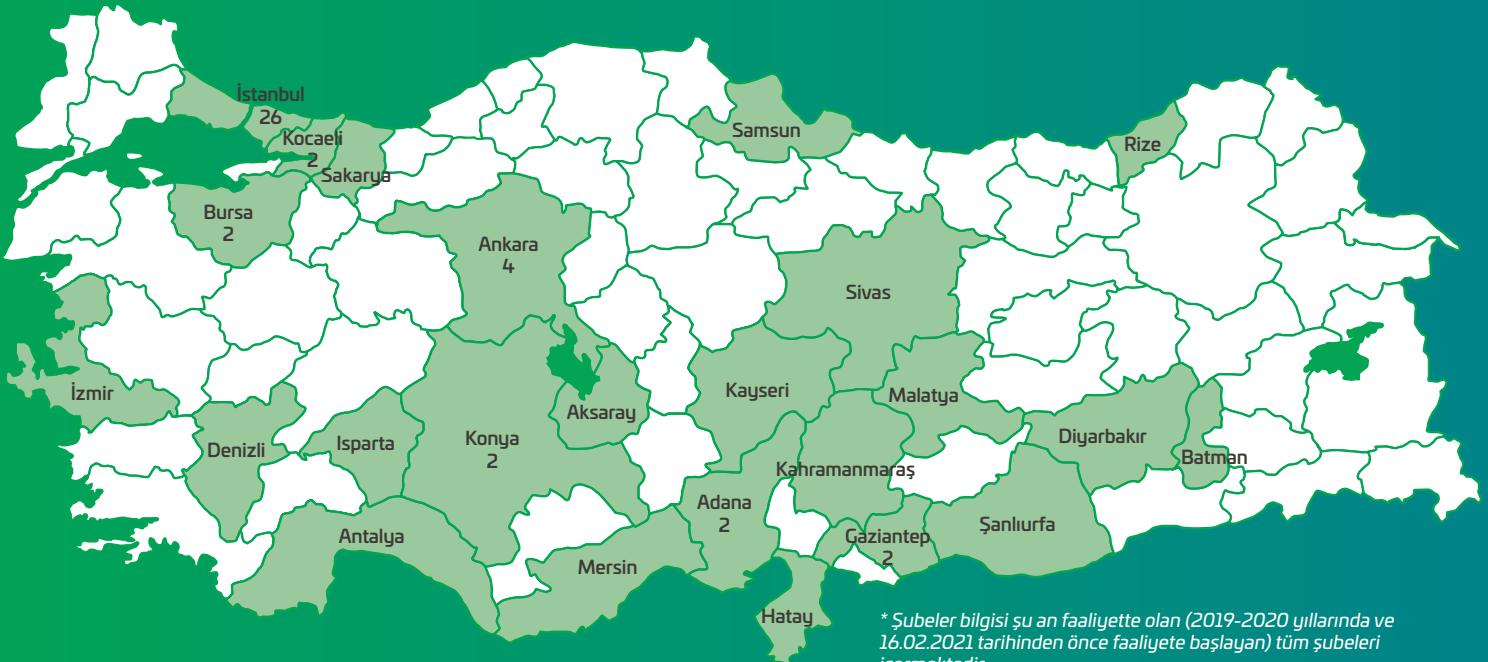 İstanbul
26
Kocaeli
2
Sakarya
Samsun
Rize
Bursa
2
Ankara
4
Sivas
İzmir
Kayseri
Malatya
Aksaray
Denizli
Isparta
Konya
2
Diyarbakır
Batman
Kahramanmaraş
Adana
2
Antalya
Gaziantep
2
Şanlıurfa
Mersin
Hatay
* Şubeler bilgisi şu an faaliyette olan (2019-2020 yıllarında ve
16.02.2021 tarihinden önce faaliyete başlayan) tüm şubeleri